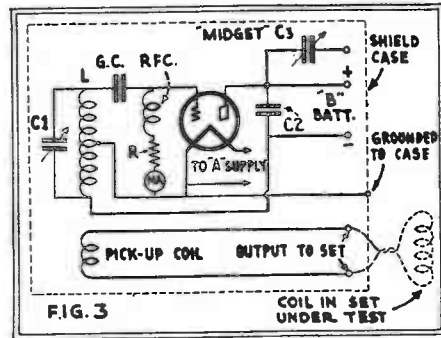 "MIDGET" C3
SHIELD CASE
L
G.C.
R.F.C.
+
"B" BATT.
-
C1
C2
R
MA
TO "A" SUPPLY
GROUNDED TO CASE
PICK-UP COIL
OUTPUT TO SET
COIL IN SET UNDER TEST
FIG. 3